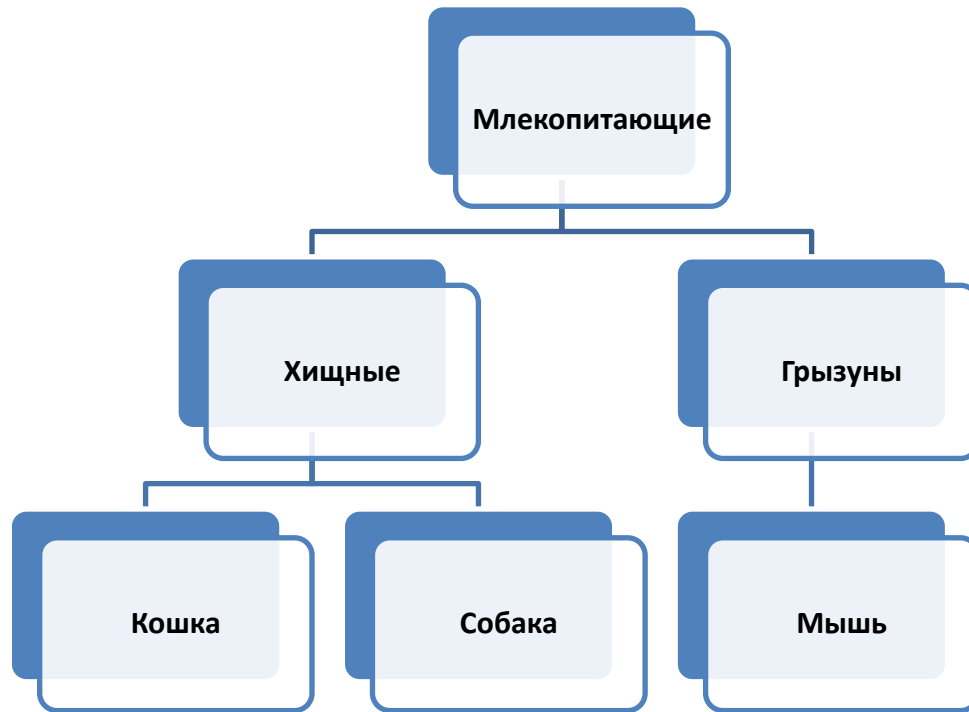 Млекопитающие
Хищные
Грызуны
Кошка
Собака
Мышь